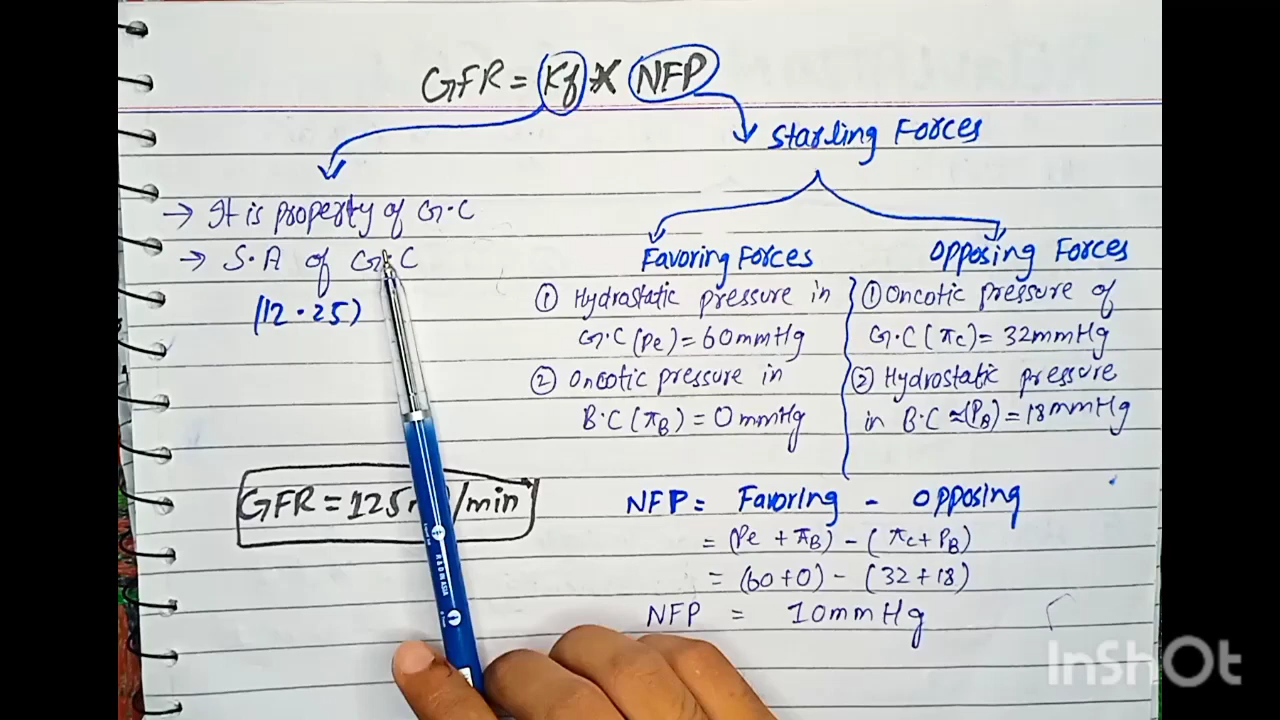 GFR = Kf * NFP
Starling Forces
→ It is property of G.C
→ S.A of G.C
(12.25)
Favoring Forces
① Hydrostatic pressure in
G.C (Pc) = 60mmHg
② Oncotic pressure in
B.C (πB) = 0mmHg
Opposing Forces
① Oncotic pressure of
G.C (πc) = 32mmHg
② Hydrostatic pressure
in B.C (PB) = 18mmHg
GFR = 125 /min
NFP = Favoring - Opposing
= (Pc + πB) - (πc + PB)
= (60+0) - (32+18)
NFP = 10mmHg
InShOt